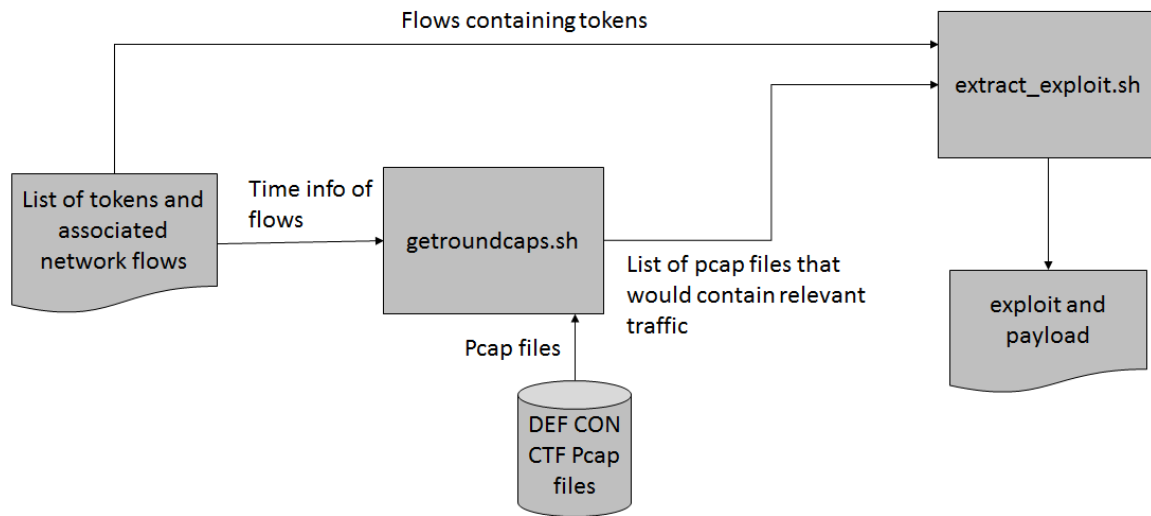 Flows containing tokens
extract_exploit.sh
List of tokens and
associated
network flows
Time info of
flows
getroundcaps.sh
List of pcap files that
would contain relevant
traffic
exploit and
payload
Pcap files
DEF CON
CTF Pcap
files